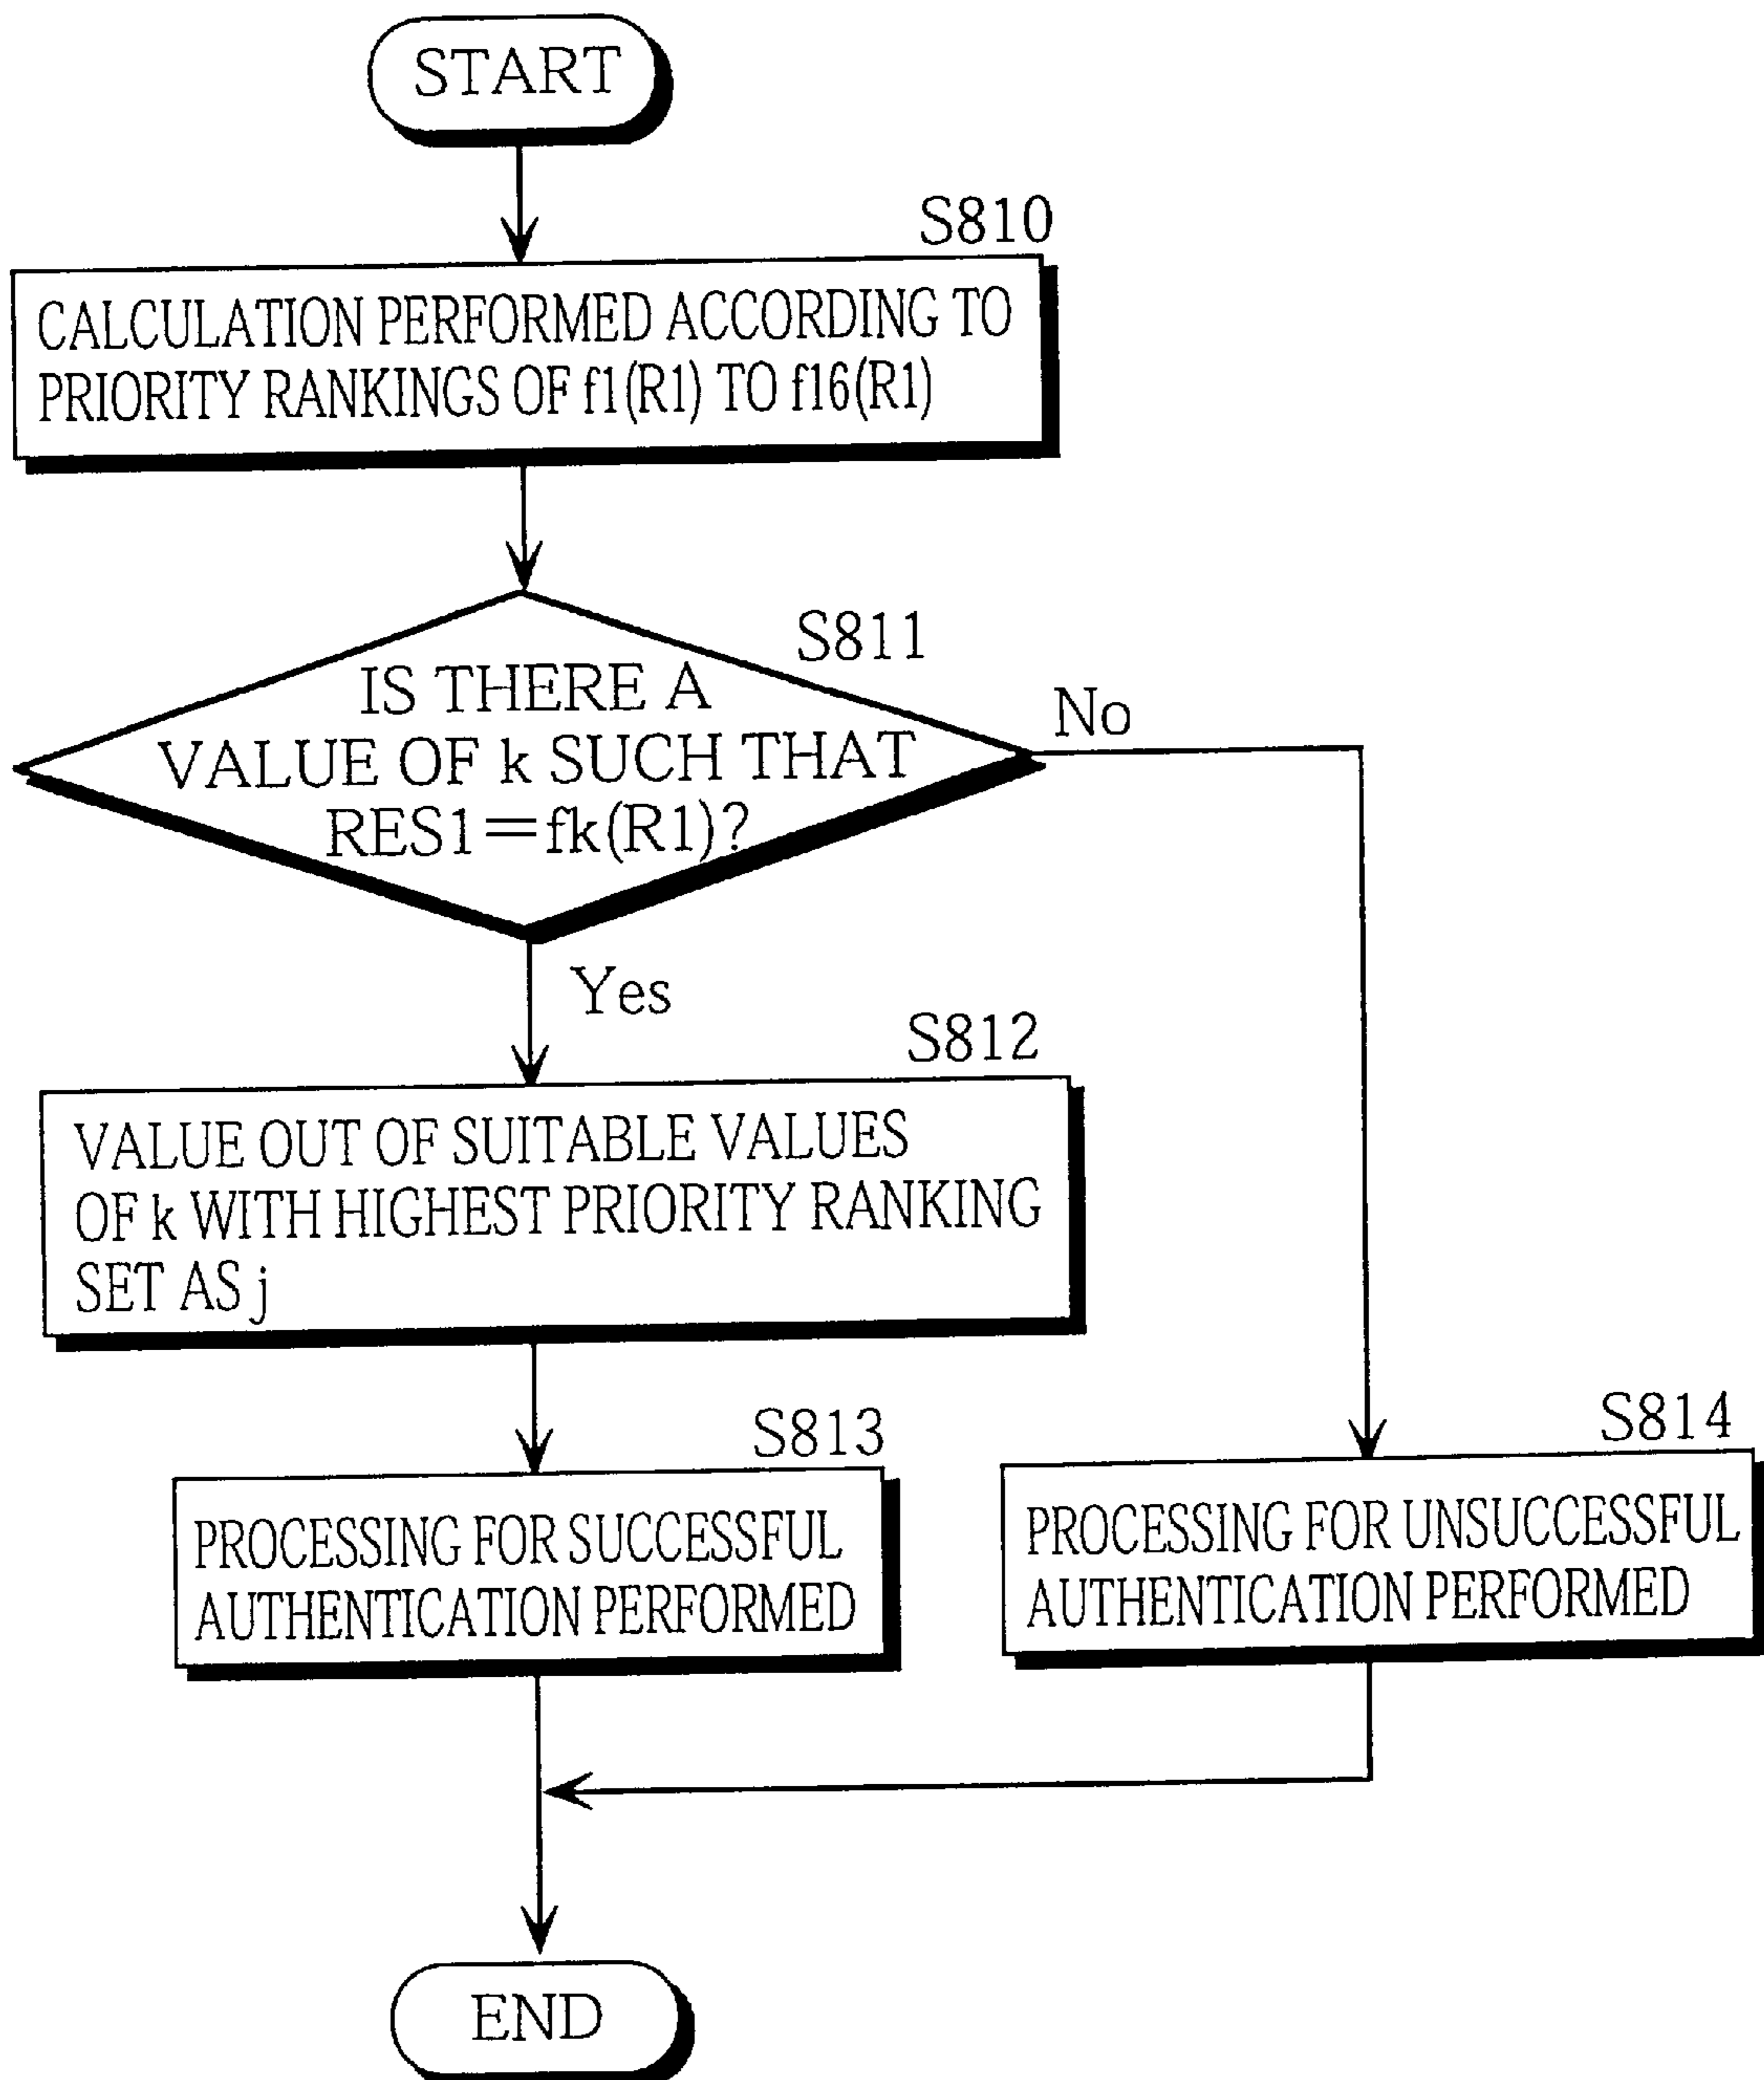 START
S810
CALCULATION PERFORMED ACCORDING TO
PRIORITY RANKINGS OF f1(R1) TO f16(R1)
S811
IS THERE A
VALUE OF k SUCH THAT
RES1=fk(R1)?
No
Yes
S812
VALUE OUT OF SUITABLE VALUES
OF k WITH HIGHEST PRIORITY RANKING
SET AS j
S813
PROCESSING FOR SUCCESSFUL
AUTHENTICATION PERFORMED
S814
PROCESSING FOR UNSUCCESSFUL
AUTHENTICATION PERFORMED
END